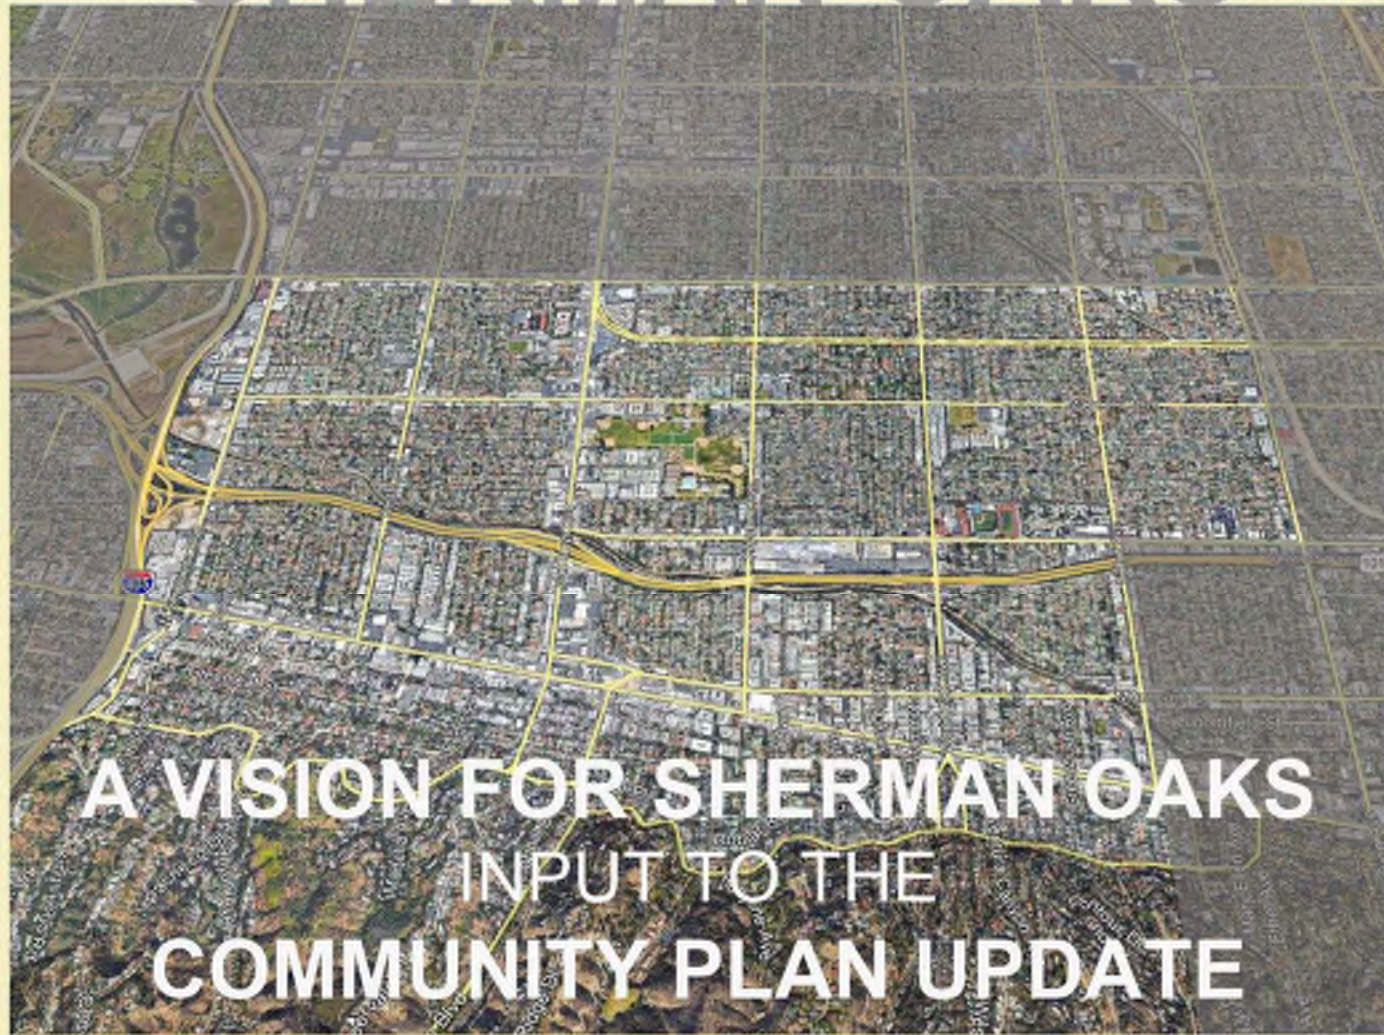 A VISION FOR SHERMAN OAKS
INPUT TO THE
COMMUNITY PLAN UPDATE